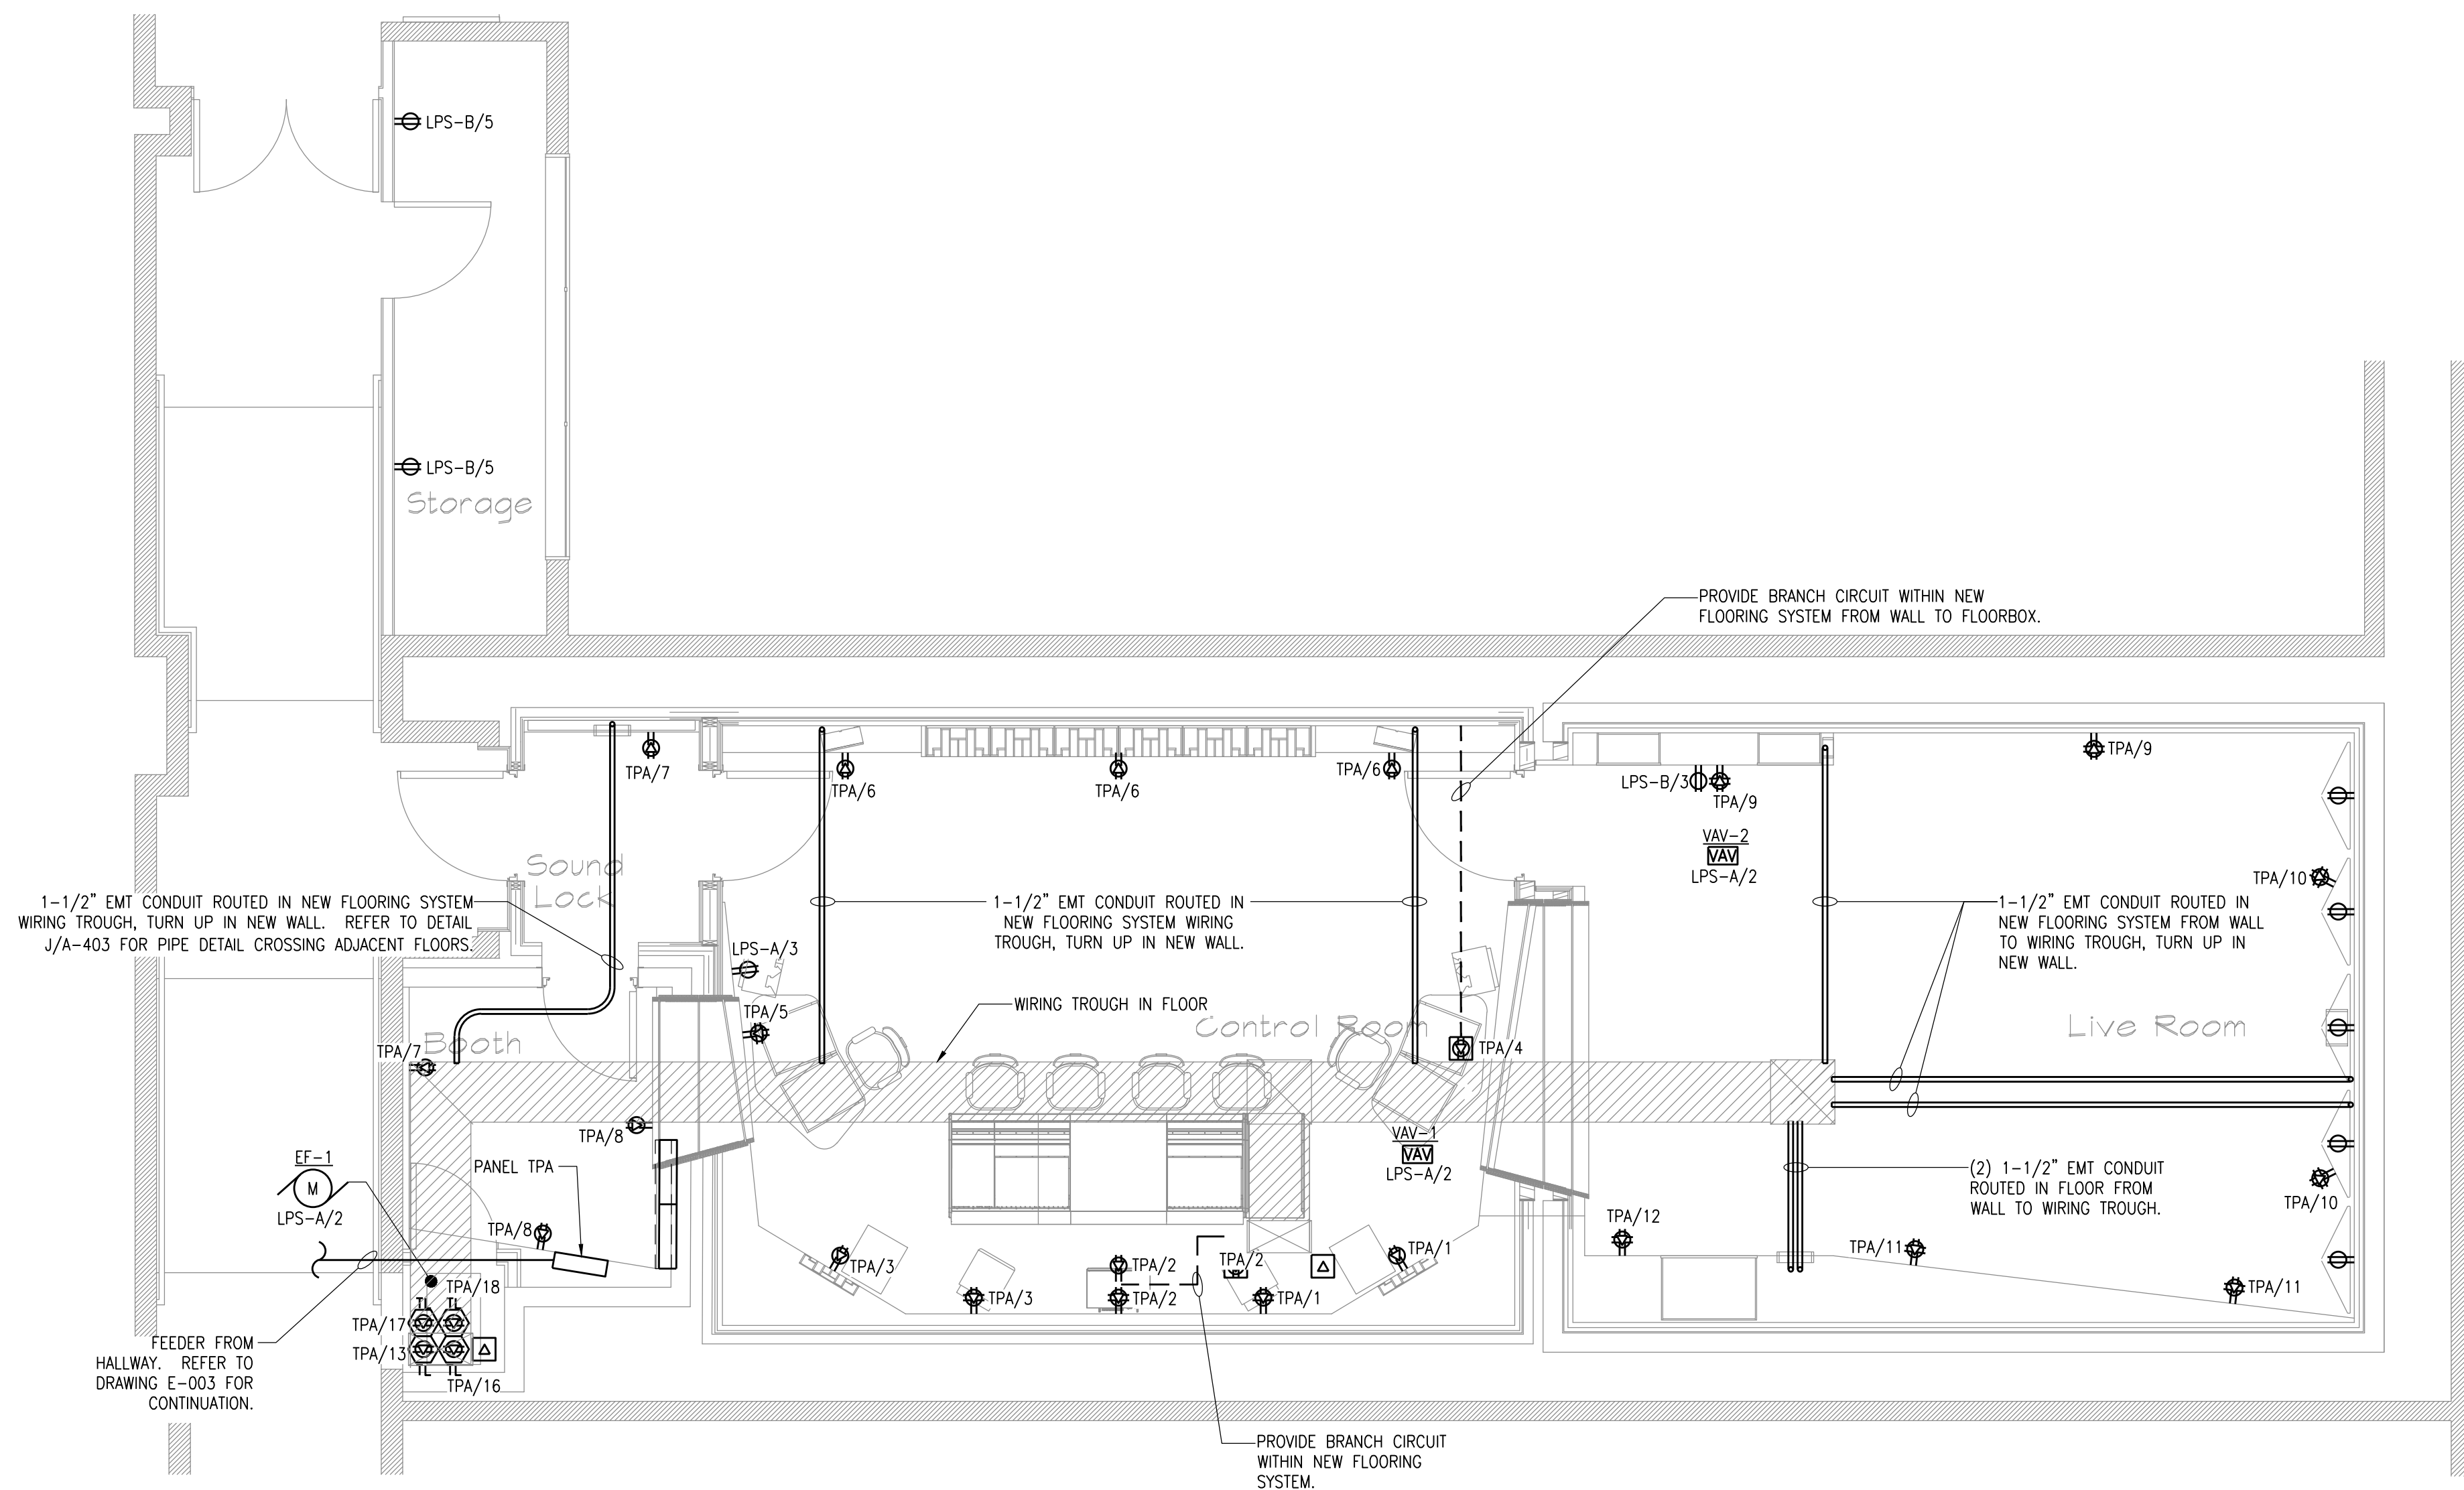 LPS-B/5
LPS-B/5
Storage
PROVIDE BRANCH CIRCUIT WITHIN NEW
FLOORING SYSTEM FROM WALL TO FLOORBOX.
TPA/7
TPA/6
TPA/6
TPA/6
LPS-B/3
TPA/9
TPA/9
VAV-2
VAV
LPS-A/2
Sound
Lock
TPA/10
1-1/2" EMT CONDUIT ROUTED IN NEW FLOORING SYSTEM
WIRING TROUGH, TURN UP IN NEW WALL. REFER TO DETAIL
J/A-403 FOR PIPE DETAIL CROSSING ADJACENT FLOORS.
1-1/2" EMT CONDUIT ROUTED IN
NEW FLOORING SYSTEM WIRING
TROUGH, TURN UP IN NEW WALL.
1-1/2" EMT CONDUIT ROUTED IN
NEW FLOORING SYSTEM FROM WALL
TO WIRING TROUGH, TURN UP IN
NEW WALL.
LPS-A/3
WIRING TROUGH IN FLOOR
TPA/5
Control Room
Live Room
Booth
TPA/7
TPA/4
TPA/8
VAV-1
VAV
LPS-A/2
EF-1
M
LPS-A/2
PANEL TPA
(2) 1-1/2" EMT CONDUIT
ROUTED IN FLOOR FROM
WALL TO WIRING TROUGH.
TPA/10
TPA/8
TPA/12
TPA/11
TPA/3
TPA/2
TPA/2
TPA/1
TPA/18
TPA/3
TPA/2
TPA/1
TPA/11
TL
TL
TPA/17
TPA/13
TL
TL
TPA/16
FEEDER FROM
HALLWAY. REFER TO
DRAWING E-003 FOR
CONTINUATION.
PROVIDE BRANCH CIRCUIT
WITHIN NEW FLOORING
SYSTEM.